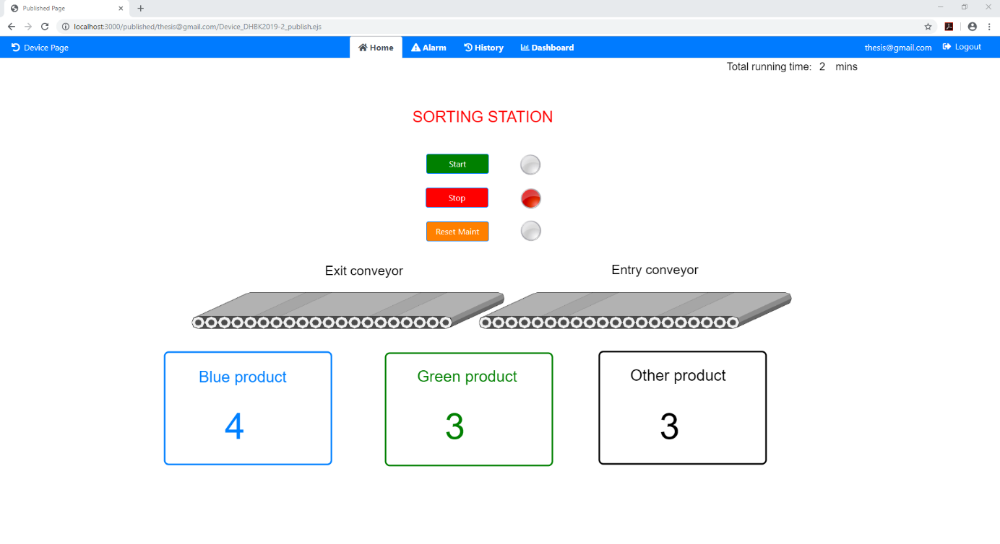 Published Page
localhost:3000/published/thesis@gmail.com/Device_DHBK2019-2_publish.ejs
Device Page Home Alarm History Dashboard thesis@gmail.com Logout
Total running time: 2 mins
SORTING STATION
Start
Stop
Reset Maint
Exit conveyor Entry conveyor
Blue product Green product Other product
4 3 3